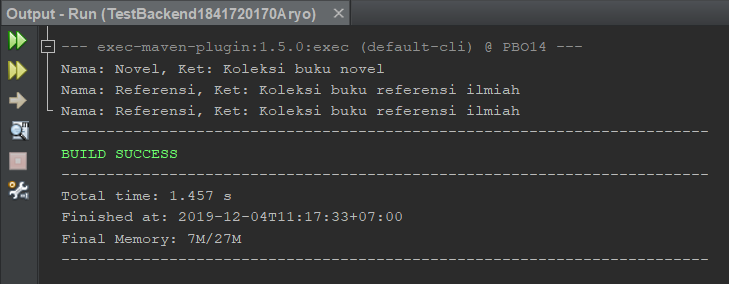 Output - Run (TestBackend1841720170Aryo) ×
--- exec-maven-plugin:1.5.0:exec (default-cli) @ PBO14 ---
Nama: Novel, Ket: Koleksi buku novel
Nama: Referensi, Ket: Koleksi buku referensi ilmiah
Nama: Referensi, Ket: Koleksi buku referensi ilmiah
------------------------------------------------------------------------
BUILD SUCCESS
------------------------------------------------------------------------
Total time: 1.457 s
Finished at: 2019-12-04T11:17:33+07:00
Final Memory: 7M/27M
------------------------------------------------------------------------